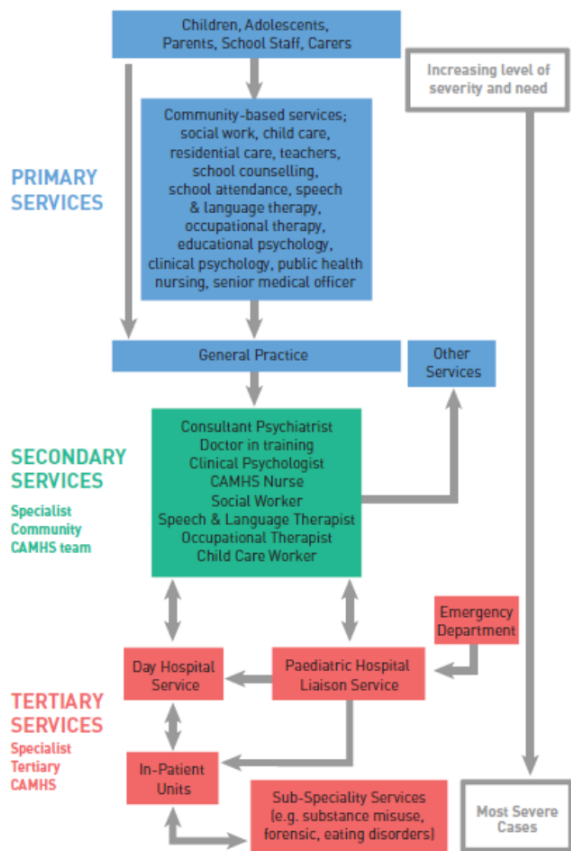 Children, Adolescents,
Parents, School Staff, Carers
Increasing level of
severity and need
PRIMARY
SERVICES
Community-based services;
social work, child care,
residential care, teachers,
school counselling,
school attendance, speech
& language therapy,
occupational therapy,
educational psychology,
clinical psychology, public health
nursing, senior medical officer
General Practice
Other
Services
SECONDARY
SERVICES
Specialist
Community
CAMHS team
Consultant Psychiatrist
Doctor in training
Clinical Psychologist
CAMHS Nurse
Social Worker
Speech & Language Therapist
Occupational Therapist
Child Care Worker
Emergency
Department
Day Hospital
Service
Paediatric Hospital
Liaison Service
TERTIARY
SERVICES
Specialist
Tertiary
CAMHS
In-Patient
Units
Sub-Speciality Services
(e.g. substance misuse,
forensic, eating disorders)
Most Severe
Cases